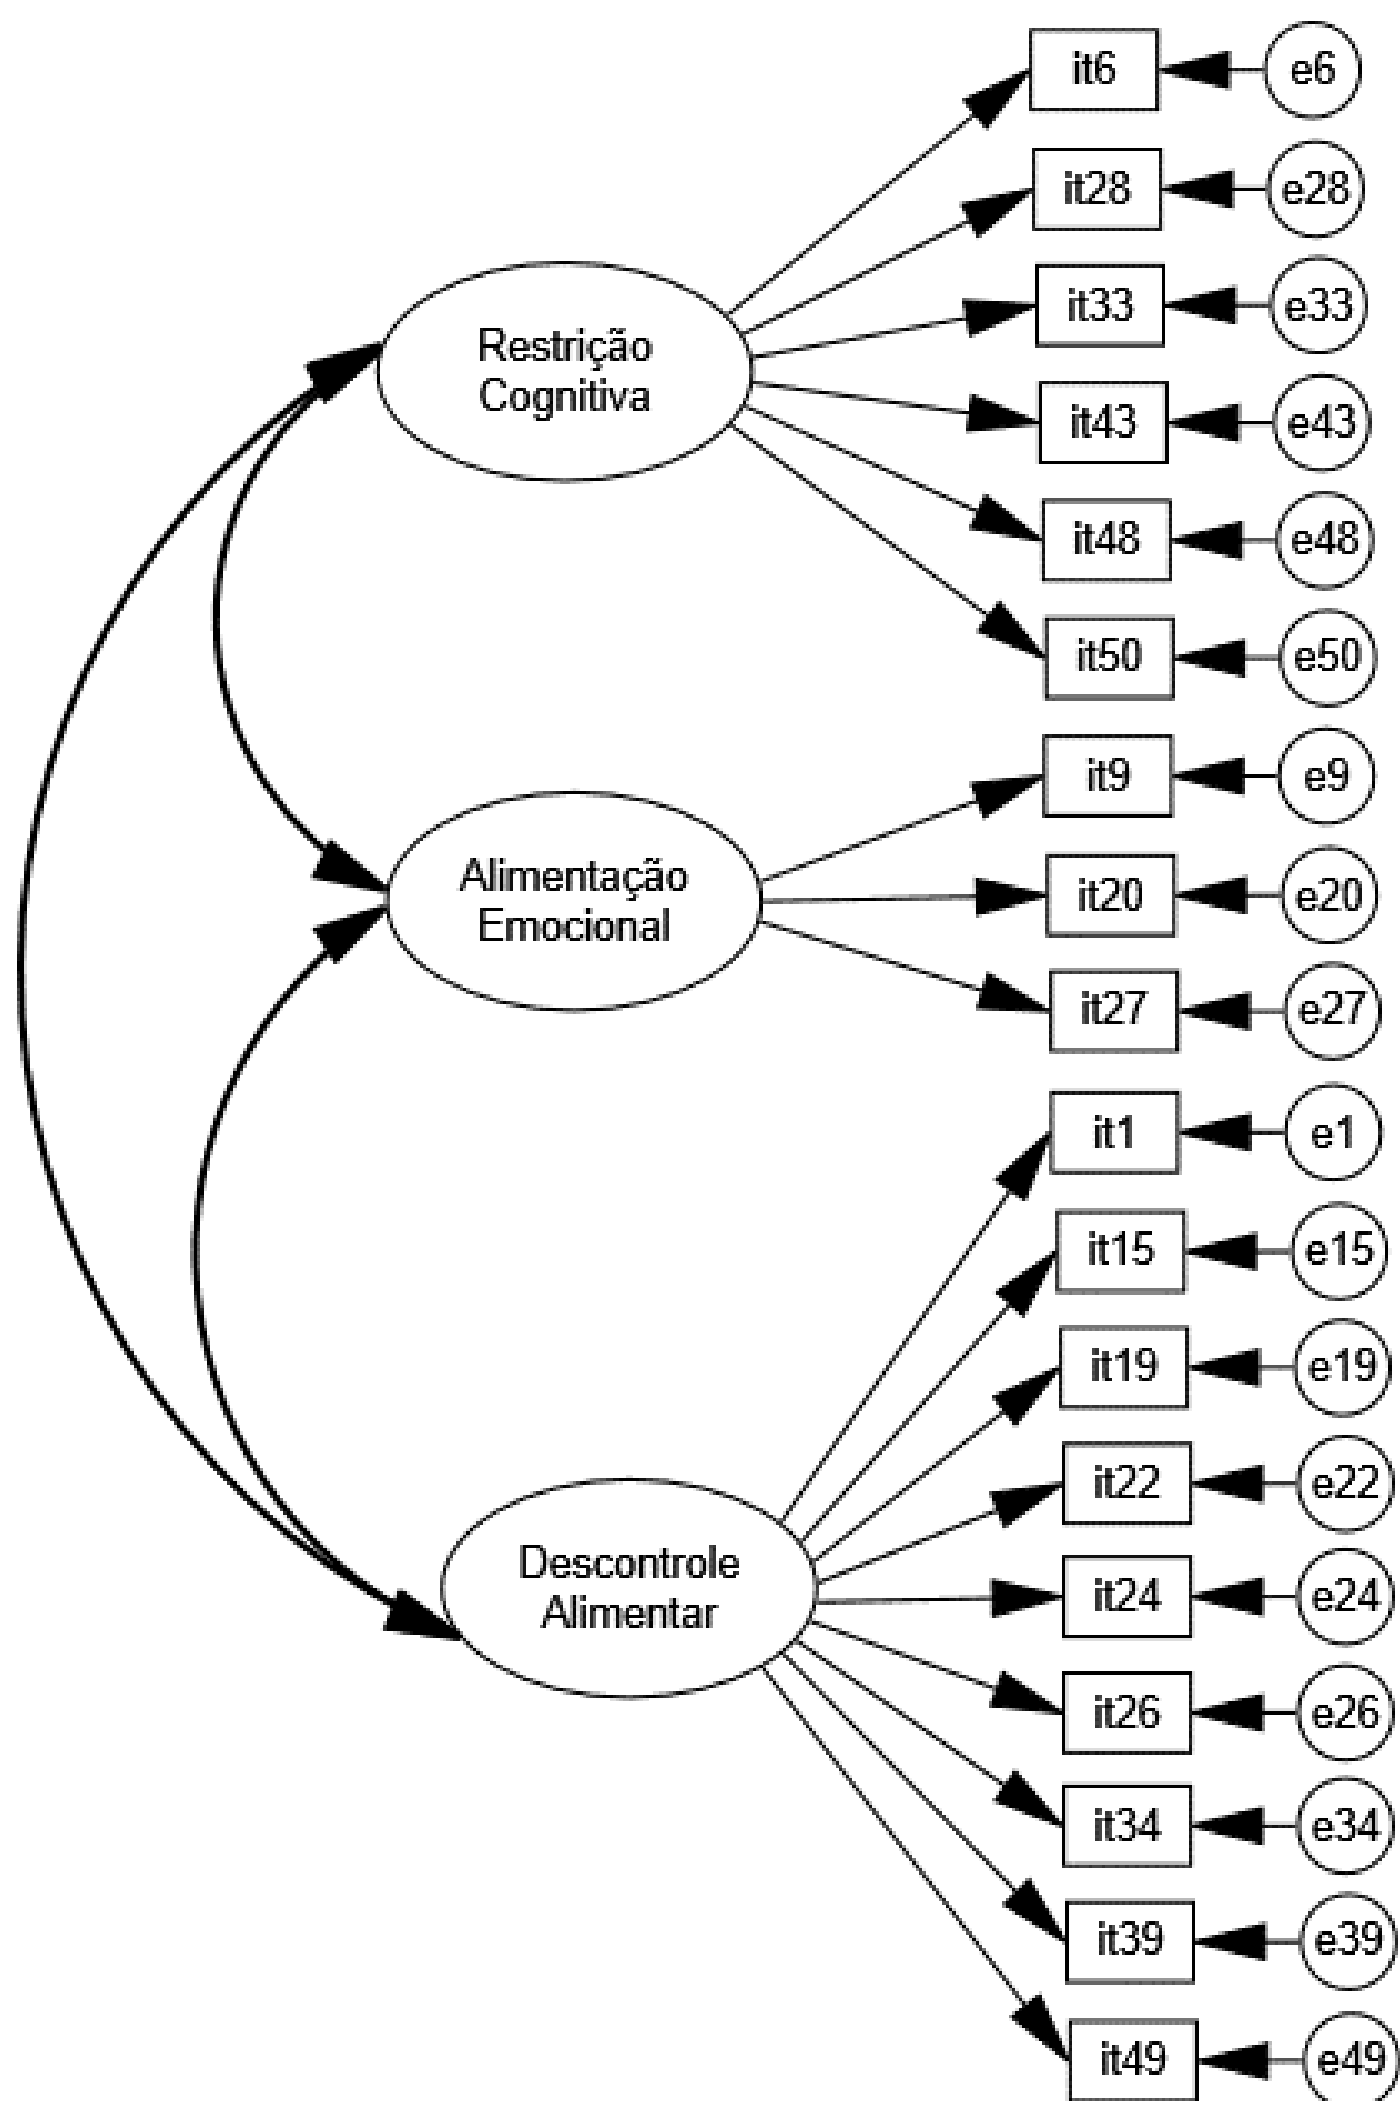 it6 e6
it28 e28
it33 e33
Restrição
Cognitiva
it43 e43
it48 e48
it50 e50
it9 e9
Alimentação
Emocional
it20 e20
it27 e27
it1 e1
it15 e15
it19 e19
it22 e22
Descontrole
Alimentar
it24 e24
it26 e26
it34 e34
it39 e39
it49 e49